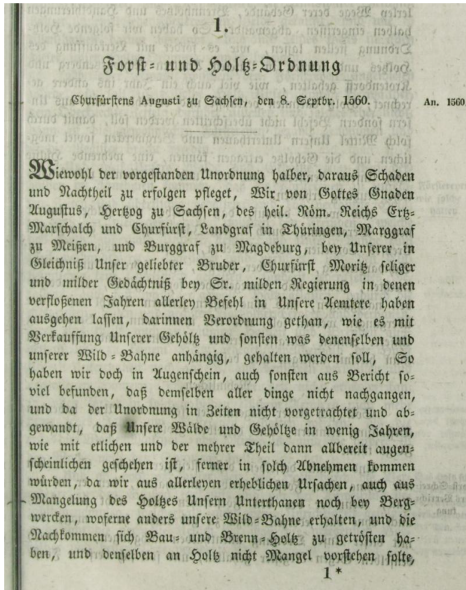 1.
Forst- und Holtz-Ordnung
Churfürstens Augusti zu Sachsen, den 8. Septbr. 1560.
An. 1560
Wiewohl der vorgestanden Unordnung halber, daraus Schaden
und Nachtheil zu erfolgen pfleget, Wir von Gottes Gnaden
Augustus, Hertzog zu Sachsen, des heil. Röm. Reichs Ertz-
Marschalch und Churfürst, Landgraf in Thüringen, Marggraf
zu Meißen, und Burggraf zu Magdeburg, bey Unserer in
Gleichniß Unser geliebter Bruder, Churfürst Moritz seliger
und milder Gedächtniß bey Sr. milden Regierung in denen
verfloßenen Jahren allerley Befehl in Unsere Aemtere haben
ausgehen lassen, darinnen Verordnung gethan, wie es mit
Verkauffung Unserer Gehöltz und sonsten was denenselben und
unserer Wild-Bahne anhängig, gehalten werden soll, So
haben wir doch in Augenschein, auch sonsten aus Bericht so-
viel befunden, daß demselben aller dinge nicht nachgangen,
und da der Unordnung in Zeiten nicht vorgetrachtet und ab-
gewandt, daß Unsere Wälde und Gehöltze in wenig Jahren,
wie mit etlichen und der mehrer Theil dann allbereit augen-
scheinlichen geschehen ist, ferner in solch Abnehmen kommen
würden, da wir aus allerleyen erheblichen Ursachen, auch aus
Mangelung des Holtzes Unsern Unterthanen noch bey Berg-
wercken, woferne anders unsere Wild-Bahne erhalten, und die
Nachkommen sich Bau- und Brenn-Holtz zu getrösten ha-
ben, und denselben an Holtz nicht Mangel vorstehen solte,
1*